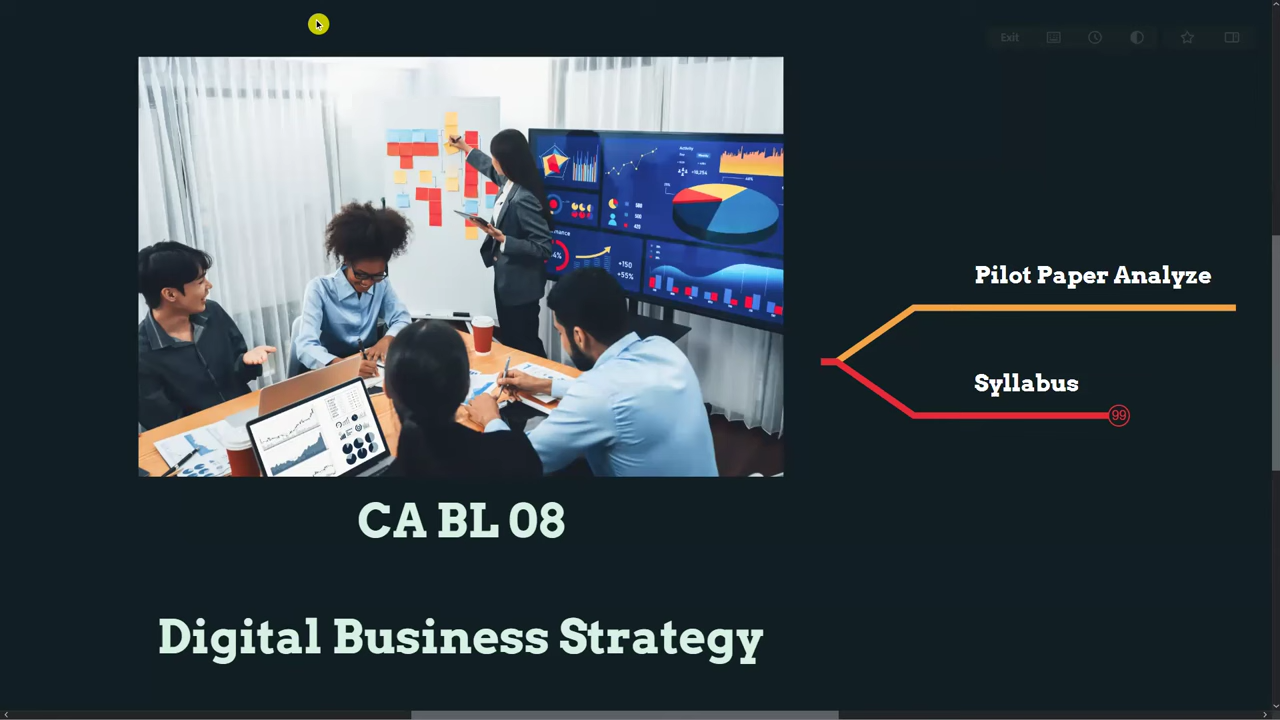 Exit
Pilot Paper Analyze
Syllabus
99
CA BL 08
Digital Business Strategy